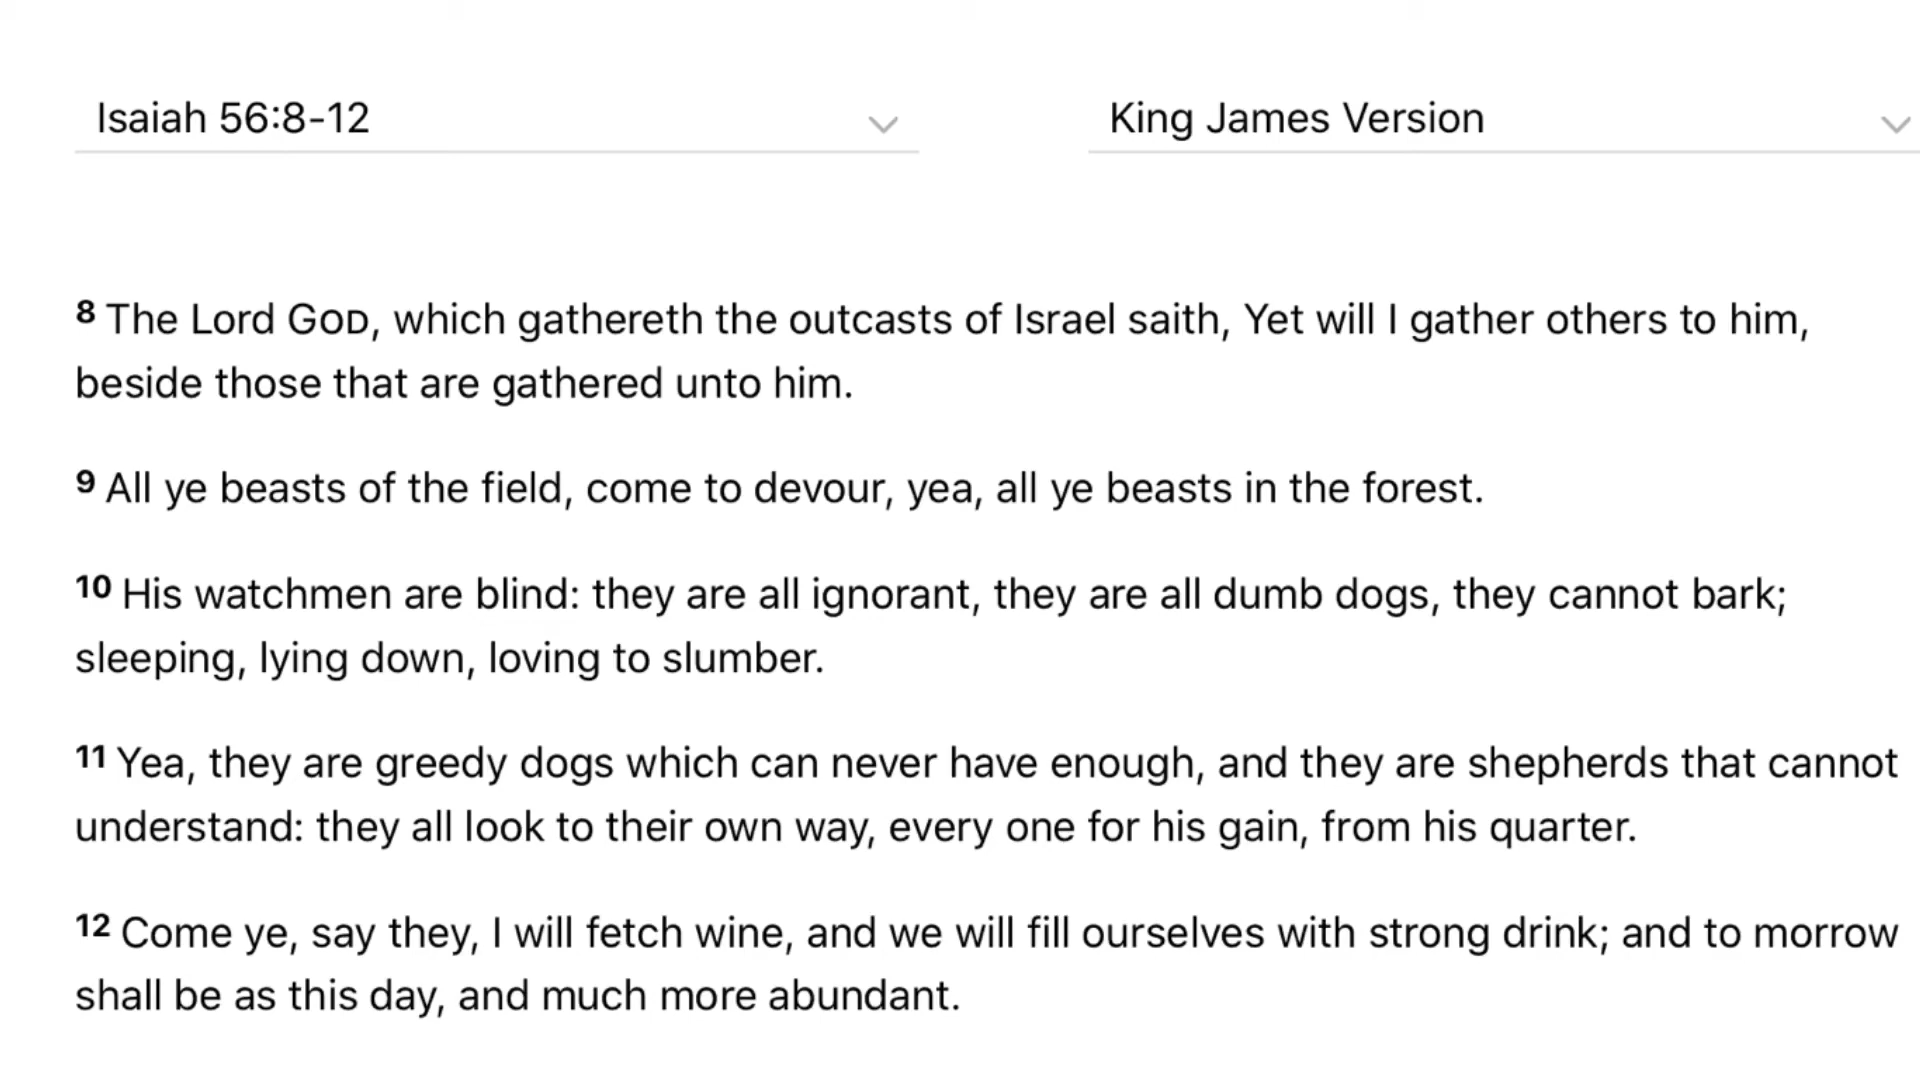 Isaiah 56:8-12
King James Version
8 The Lord GOD, which gathereth the outcasts of Israel saith, Yet will I gather others to him,
beside those that are gathered unto him.
9 All ye beasts of the field, come to devour, yea, all ye beasts in the forest.
10 His watchmen are blind: they are all ignorant, they are all dumb dogs, they cannot bark;
sleeping, lying down, loving to slumber.
11 Yea, they are greedy dogs which can never have enough, and they are shepherds that cannot
understand: they all look to their own way, every one for his gain, from his quarter.
12 Come ye, say they, I will fetch wine, and we will fill ourselves with strong drink; and to morrow
shall be as this day, and much more abundant.